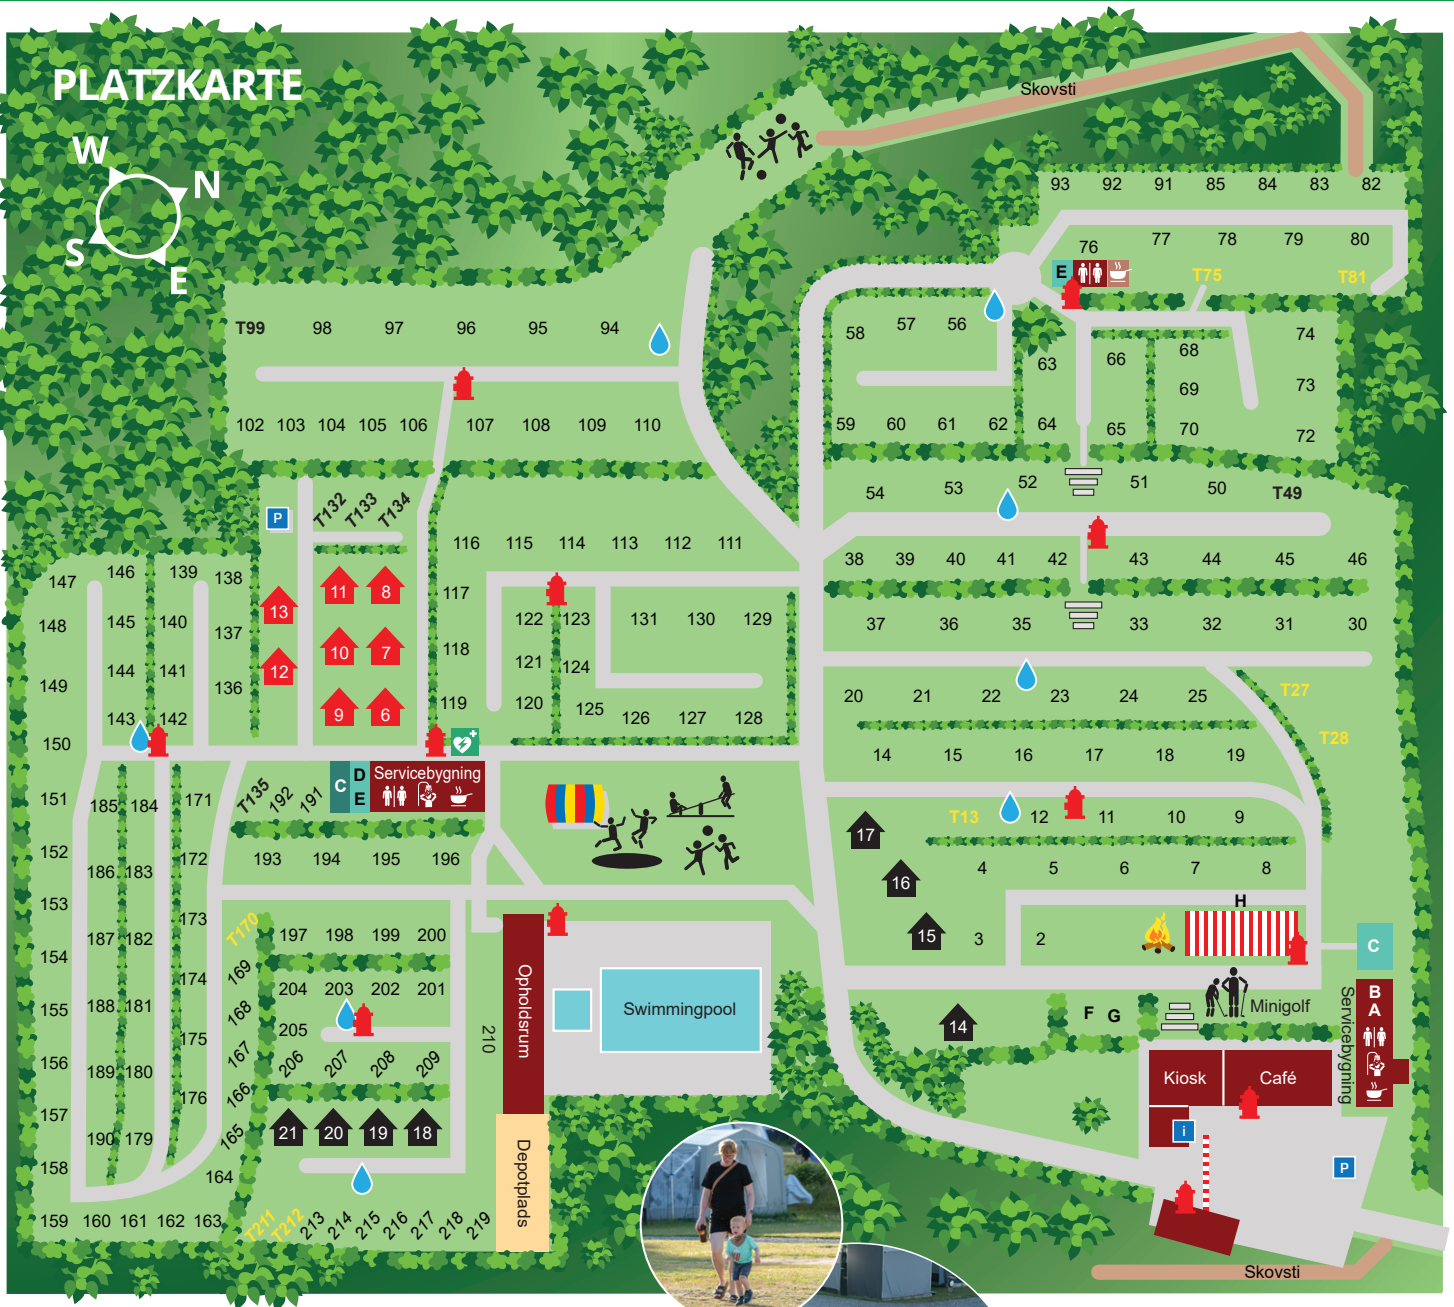 PLATZKARTE
W
N
S
E
Skovsti
93 92 91 85 84 83 82
76 77 78 79 80
E
T75 T81
T99 98 97 96 95 94
58 57 56
63 66 68 74
69 73
102 103 104 105 106 107 108 109 110
59 60 61 62 64 65 70 72
54 53 52 51 50 T49
P
T132 T133 T134
116 115 114 113 112 111
38 39 40 41 42 43 44 45 46
147 146 139 138
13 11 8
117
148 145 140 137
122 123 131 130 129
37 36 35 33 32 31 30
144 141 12 10 7 118
121 124
149 136
20 21 22 23 24 25 T27
143 142 9 6 119 120 125 126 127 128
150
T28
14 15 16 17 18 19
C D E Servicebygning
151 185 184 171 T135 192 191
T13 12 11 10 9
17
152 186 183 172 193 194 195 196
4 5 6 7 8
16
153 173 T170
H
187 182 197 198 199 200
15 3 2
C
154 174 169
204 203 202 201
Opholdsrum
Swimmingpool
155 188 181 168
205
210
14 F G Minigolf
B
A
Servicebygning
175 167
156 189 180 206 207 208 209
176 166
Kiosk Café
157 190 179 165
21 20 19 18
i
Depotplads
158 164
P
159 160 161 162 163 T211 T212 213 214 215 216 217 218 219
Skovsti